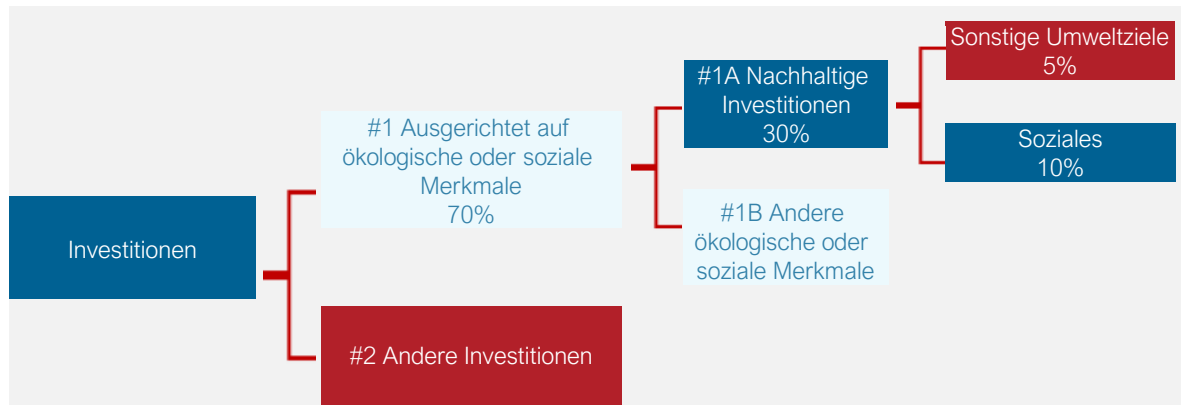 Investitionen
#1 Ausgerichtet auf
ökologische oder soziale
Merkmale
70%
#2 Andere Investitionen
#1A Nachhaltige
Investitionen
30%
#1B Andere
ökologische oder
soziale Merkmale
Sonstige Umweltziele
5%
Soziales
10%